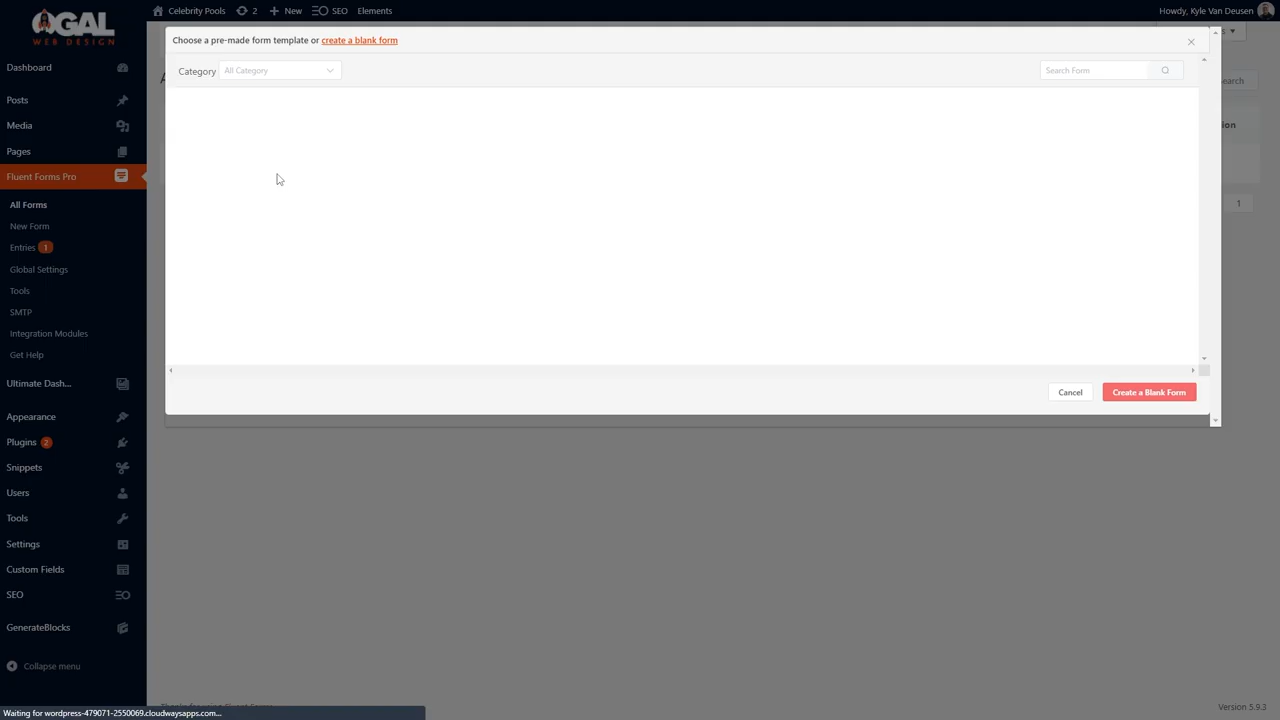 OGAL
WEB DESIGN
Celebrity Pools
2
New
SEO
Elements
Howdy, Kyle Van Deusen
Choose a pre-made form template or create a blank form
Category
All Category
Search Form
Cancel
Create a Blank Form
Dashboard
Posts
Media
Pages
Fluent Forms Pro
All Forms
New Form
Entries 1
Global Settings
Tools
SMTP
Integration Modules
Get Help
Ultimate Dash...
Appearance
Plugins 2
Snippets
Users
Tools
Settings
Custom Fields
SEO
GenerateBlocks
Collapse menu
1
Waiting for wordpress-479071-2550069.cloudwaysapps.com...
Version 5.9.3